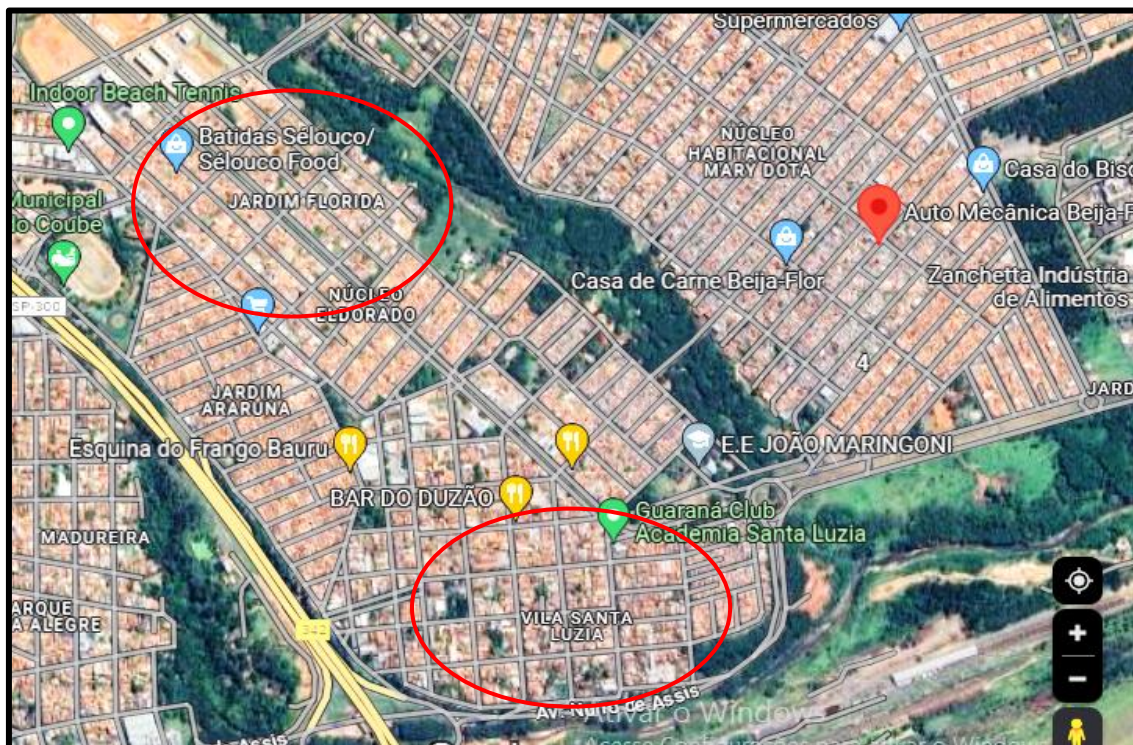 Supermercados
Indoor Beach Tennis
Batidas Sêlouco/
Sêlouco Food
NÚCLEO
HABITACIONAL
MARY DOTA
Casa do Bisc
JARDIM FLORIDA
Municipal
do Coube
Auto Mecânica Beija-F
Casa de Carne Beija-Flor
Zanchetta Indústria
de Alimentos
SP-300
NÚCLEO
ELDORADO
4
JARDIM
ARARUNA
JARD
Esquina do Frango Bauru
E.E JOÃO MARINGONI
BAR DO DUZÃO
Guaraná Club
Academia Santa Luzia
MADUREIRA
ARQUE
A ALEGRE
VILA SANTA
LUZIA
Av. Nuno de Assis
Ativar o Windows
. Assis